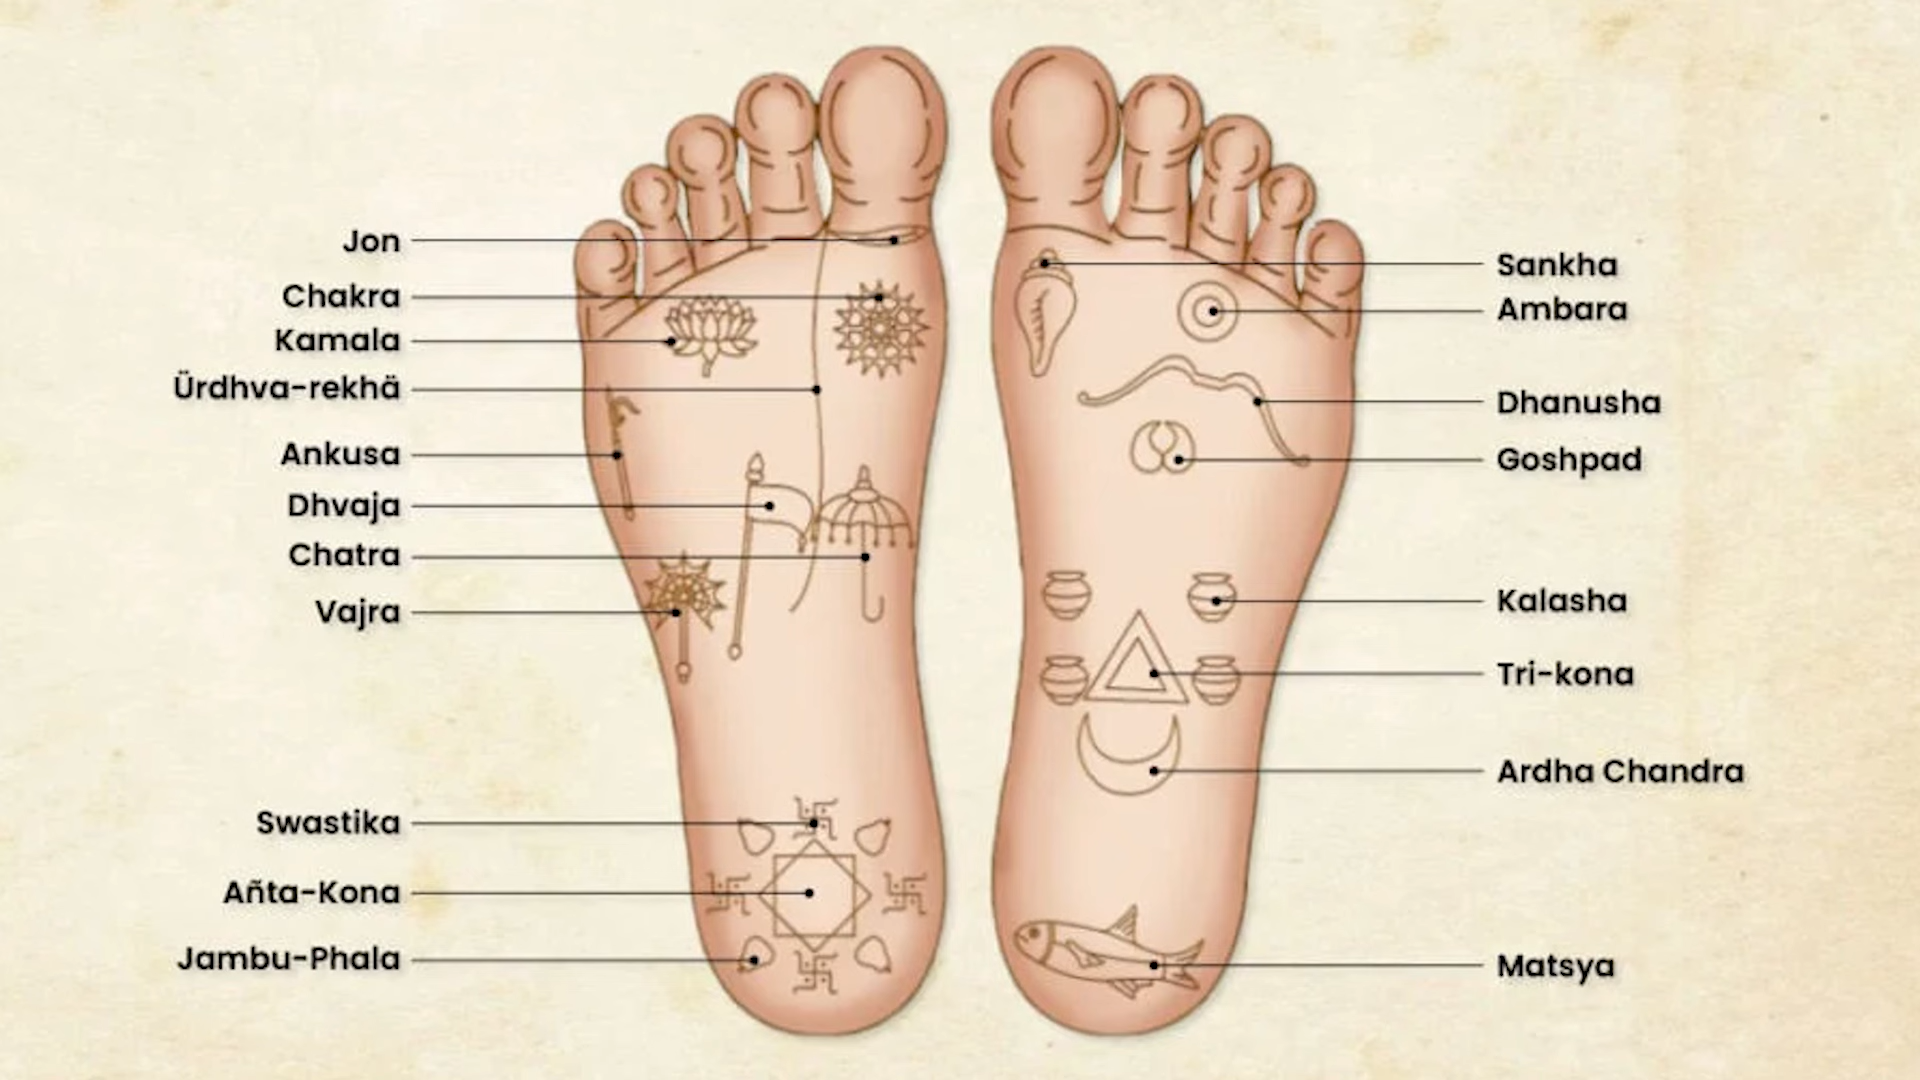 Jon
Chakra
Kamala
Ürdhva-rekhä
Ankusa
Dhvaja
Chatra
Vajra
Swastika
Añta-Kona
Jambu-Phala
Sankha
Ambara
Dhanusha
Goshpad
Kalasha
Tri-kona
Ardha Chandra
Matsya